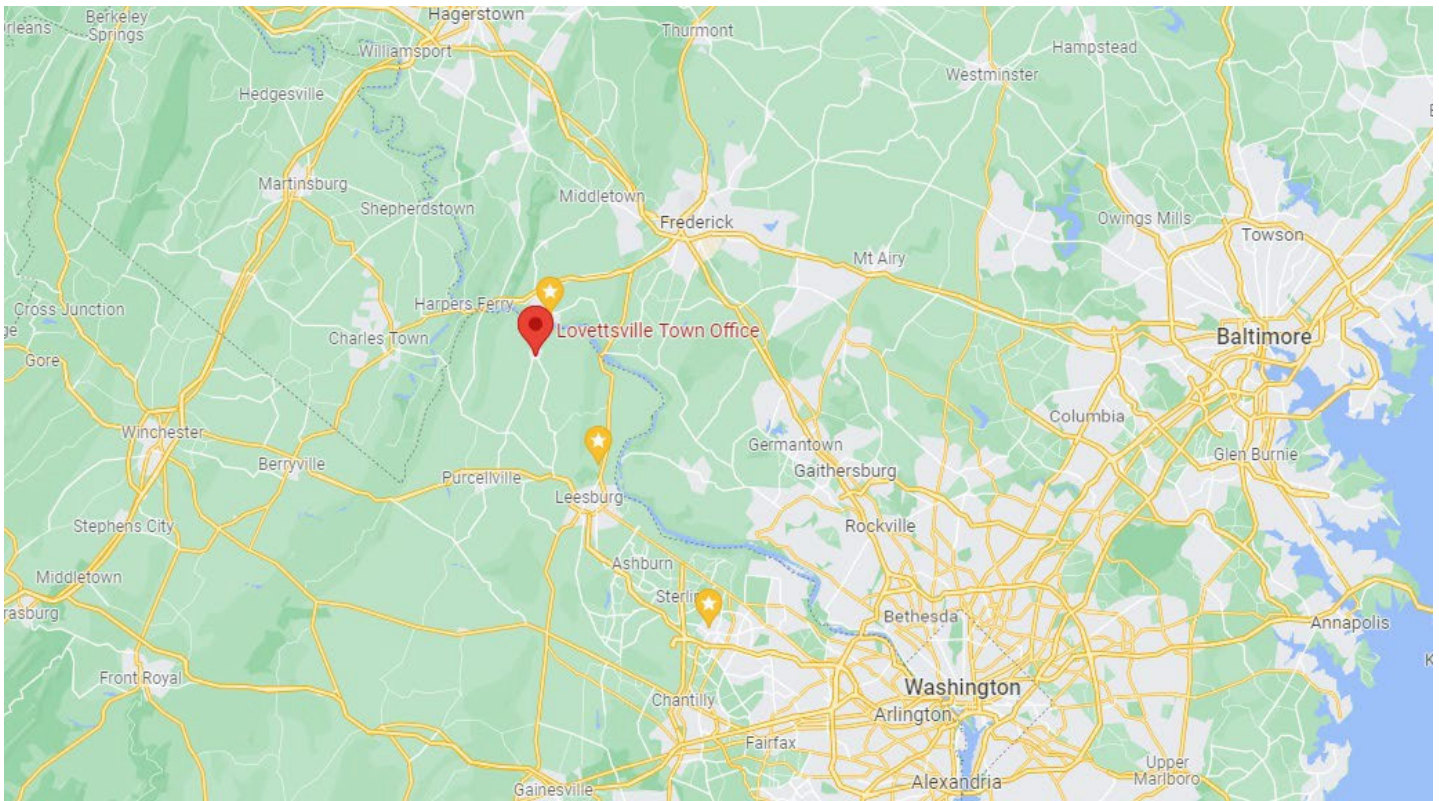 Berkeley
Springs
rleans
Hagerstown
Thurmont
Hampstead
Williamsport
Westminster
Hedgesville
Martinsburg
Middletown
Shepherdstown
Frederick
Owings Mills
Towson
Mt Airy
Cross Junction
Harpers Ferry
Lovettsville Town Office
Charles Town
Baltimore
ge
Gore
Columbia
Winchester
Germantown
Glen Burnie
Berryville
Purcellville
Gaithersburg
Leesburg
Stephens City
Rockville
Ashburn
Middletown
Sterlin
rasburg
Bethesda
Annapolis
K
Front Royal
Washington
Chantilly
Arlington
Fairfax
Upper
Marlboro
Alexandria
Gainesville